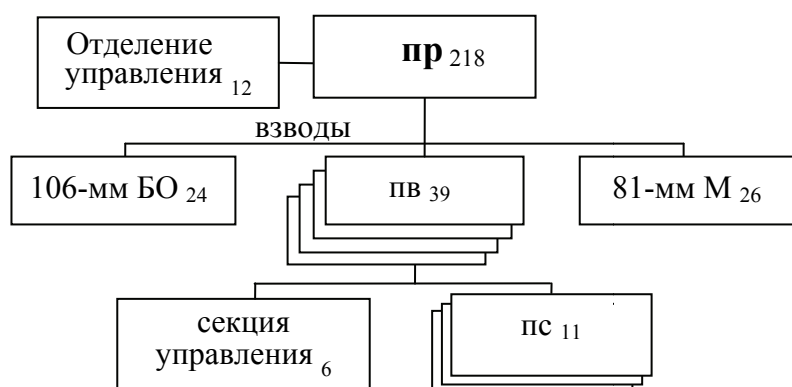 Отделение
управления 12
пр 218
взводы
106-мм БО 24
пв 39
81-мм М 26
секция
управления 6
пс 11